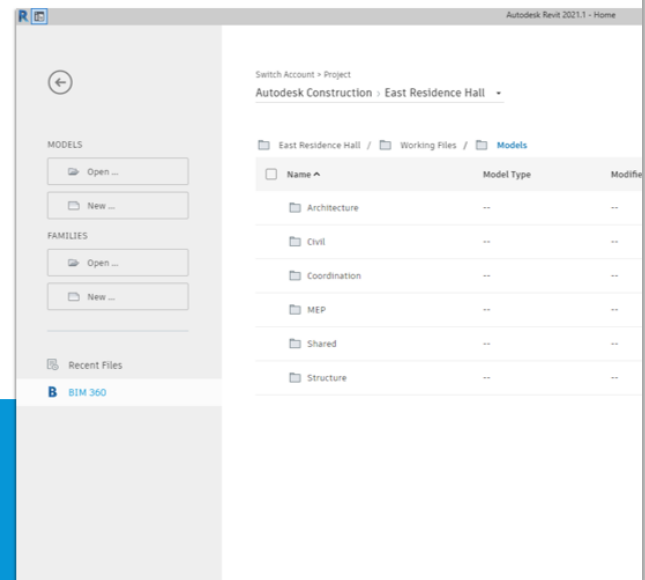 R
Autodesk Revit 2021.1 - Home
Switch Account > Project
Autodesk Construction > East Residence Hall
MODELS
Open ...
New ...
FAMILIES
Open ...
New ...
Recent Files
B BIM 360
East Residence Hall / Working Files / Models
Name Model Type Modifie
Architecture -- --
Civil -- --
Coordination -- --
MEP -- --
Shared -- --
Structure -- --